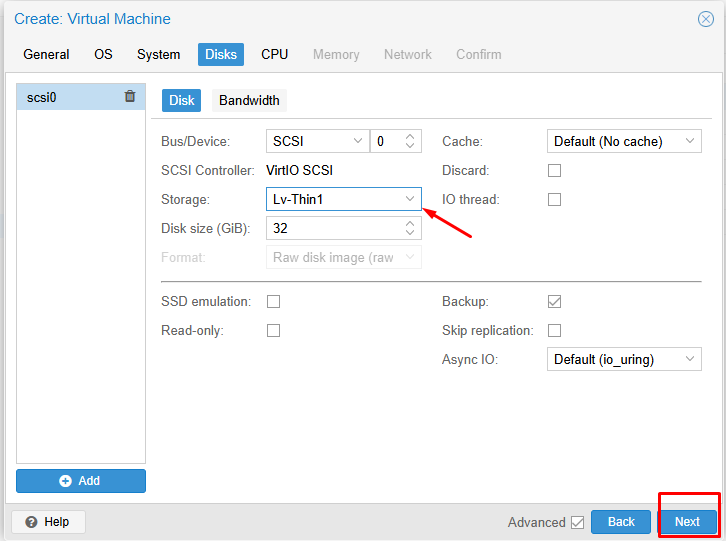 Create: Virtual Machine
General OS System Disks CPU Memory Network Confirm
scsi0
Disk Bandwidth
Bus/Device: SCSI 0 Cache: Default (No cache)
SCSI Controller: VirtIO SCSI Discard:
Storage: Lv-Thin1 IO thread:
Disk size (GiB): 32
Format: Raw disk image (raw
SSD emulation: Backup:
Read-only: Skip replication:
Async IO: Default (io_uring)
Add
Help Advanced Back Next